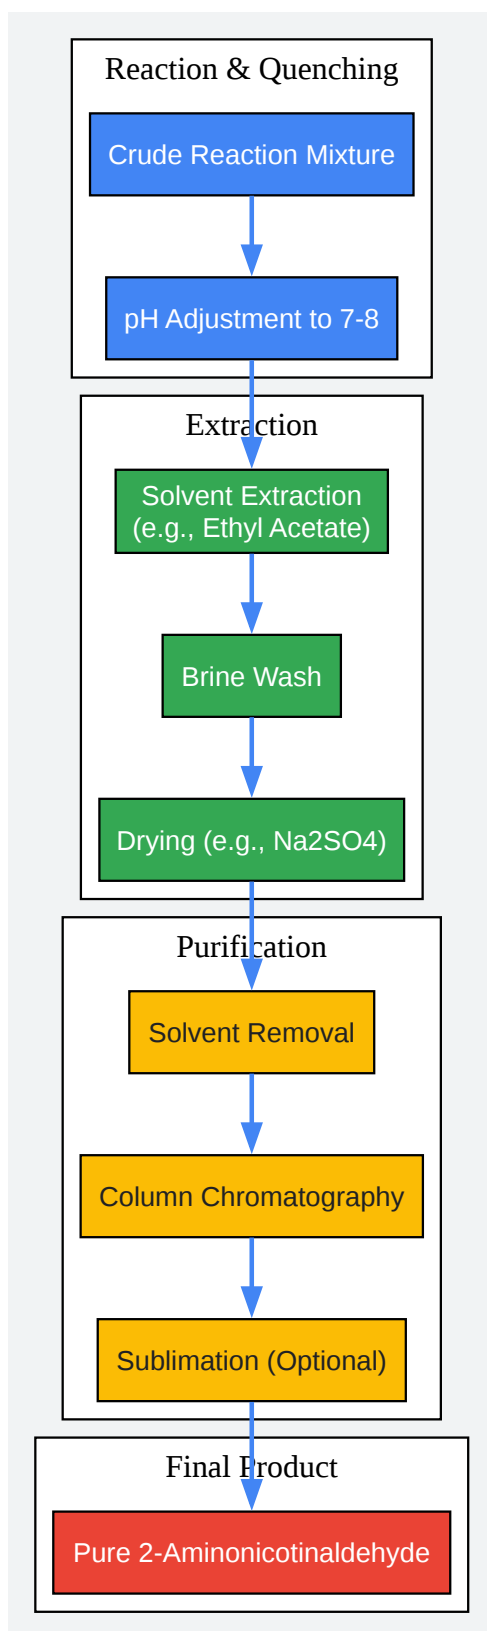 Reaction & Quenching
Crude Reaction Mixture
pH Adjustment to 7-8
Extraction
Solvent Extraction
(e.g., Ethyl Acetate)
Brine Wash
Drying (e.g., Na2SO4)
Purification
Solvent Removal
Column Chromatography
Sublimation (Optional)
Final Product
Pure 2-Aminonicotinaldehyde